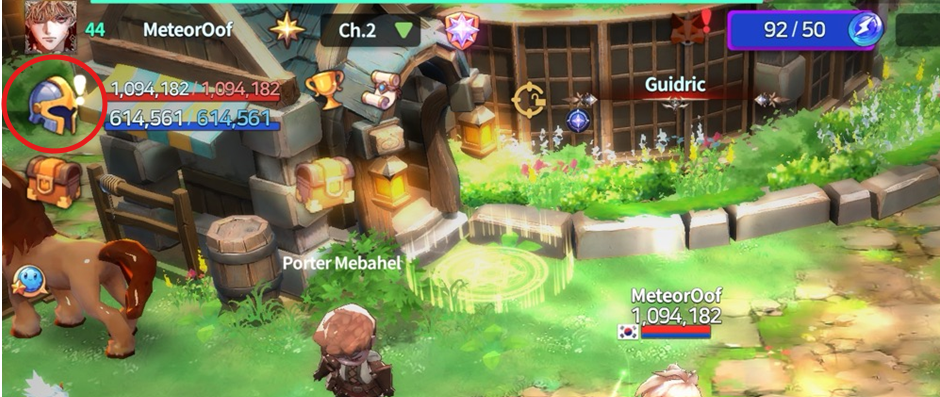 44 MeteorOof Ch.2 92/50
1,094,182/1,094,182
614,561/614,561
Guidric
Porter Mebahel
MeteorOof
1,094,182